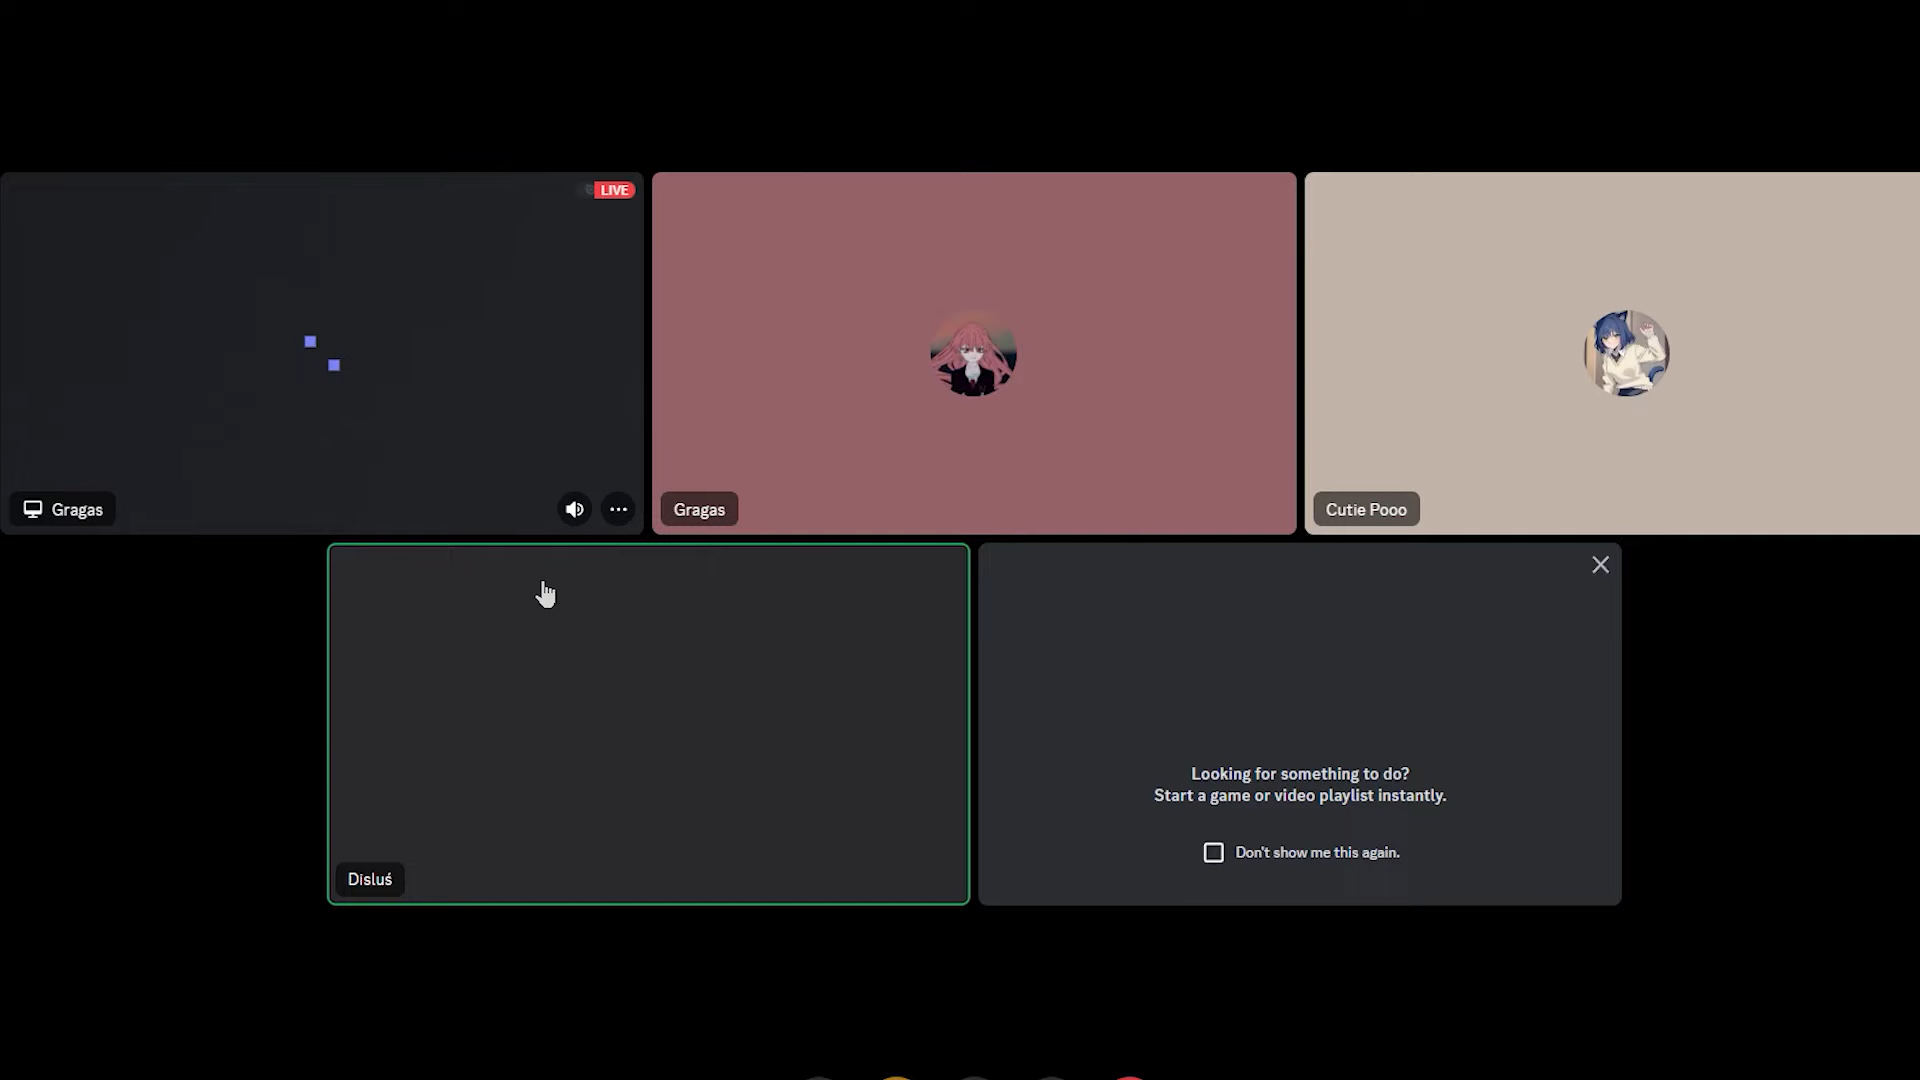 LIVE
Gragas
Gragas
Cutie Pooo
Disluś
Looking for something to do?
Start a game or video playlist instantly.
Don't show me this again.